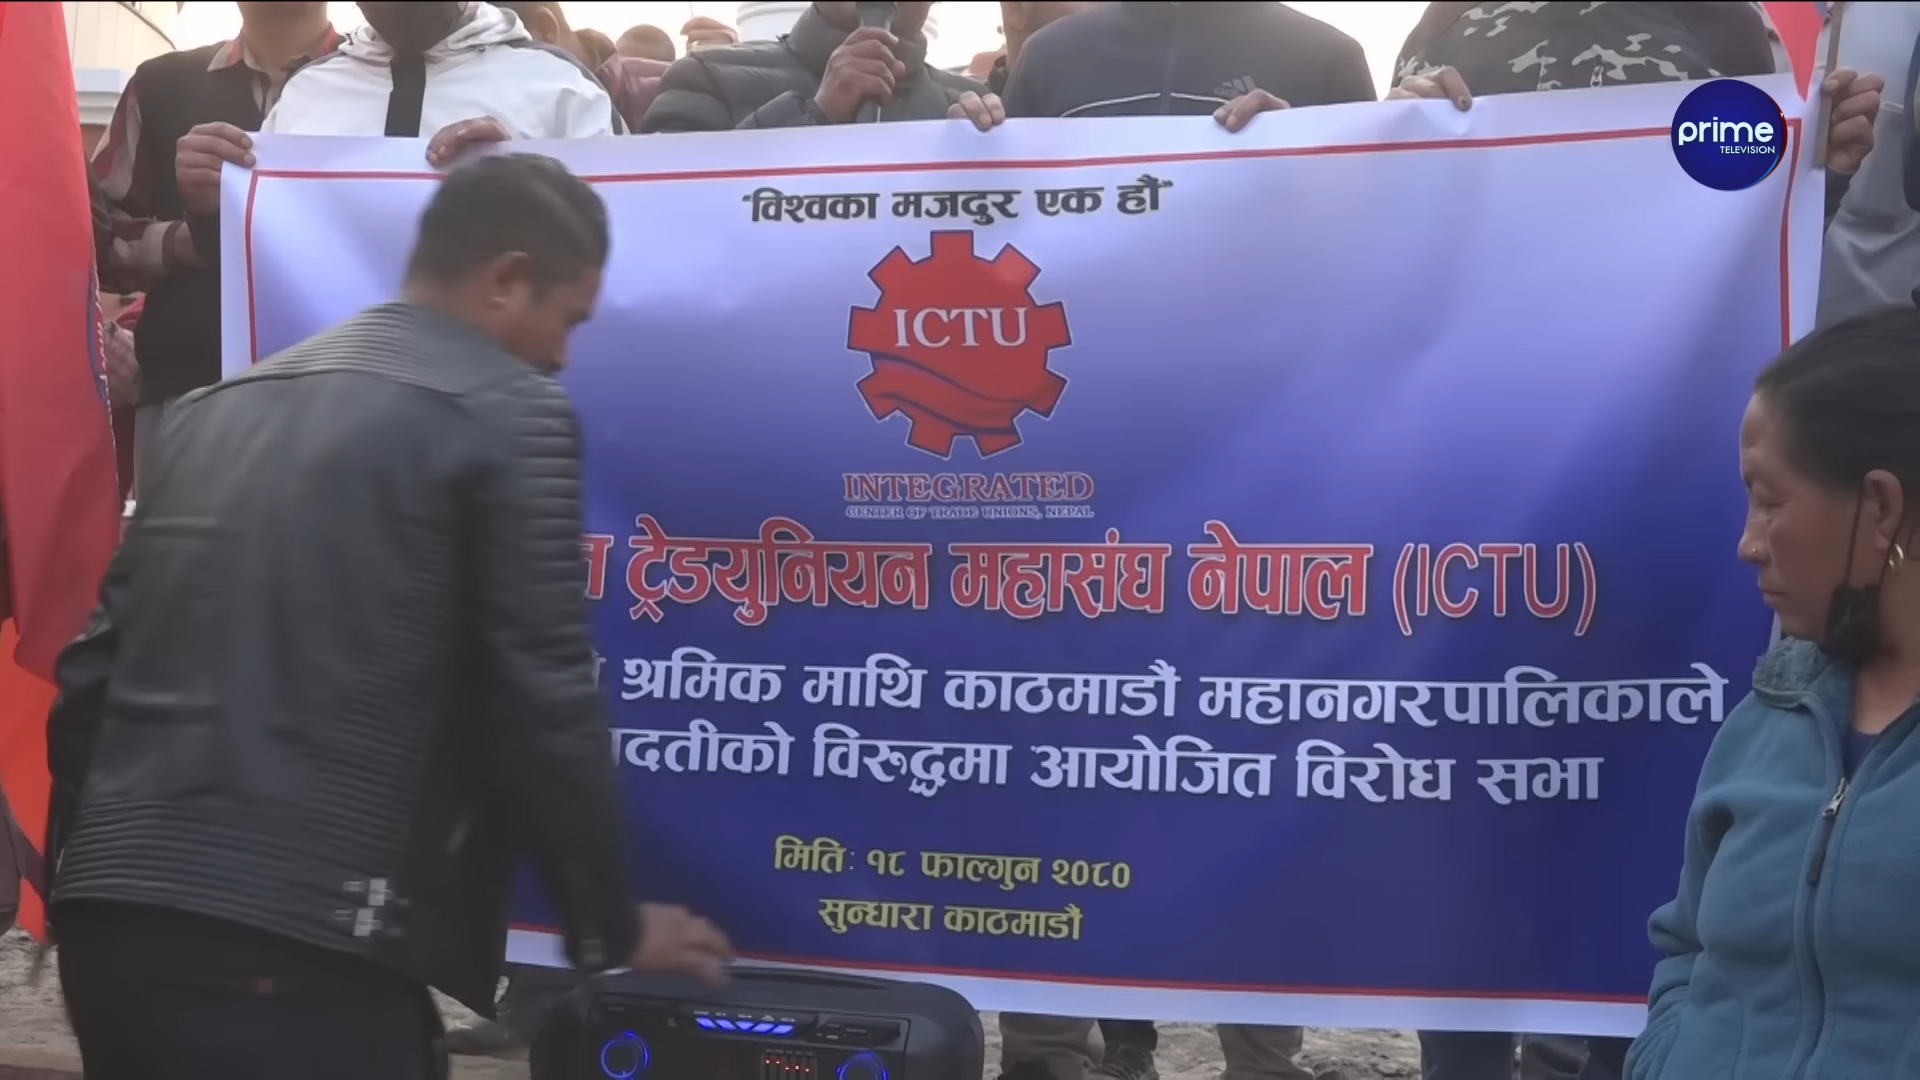 "विश्वका मजदुर एक हौं"
prime
TELEVISION
ICTU
INTEGRATED
CENTER OF TRADE UNIONS, NEPAL
ट्रेडयुनियन महासंघ नेपाल (ICTU)
श्रमिक माथि काठमाडौं महानगरपालिकाले
विरुद्धमा आयोजित विरोध सभा
मिति: १८ फाल्गुन २०८०
सुन्धारा काठमाडौं